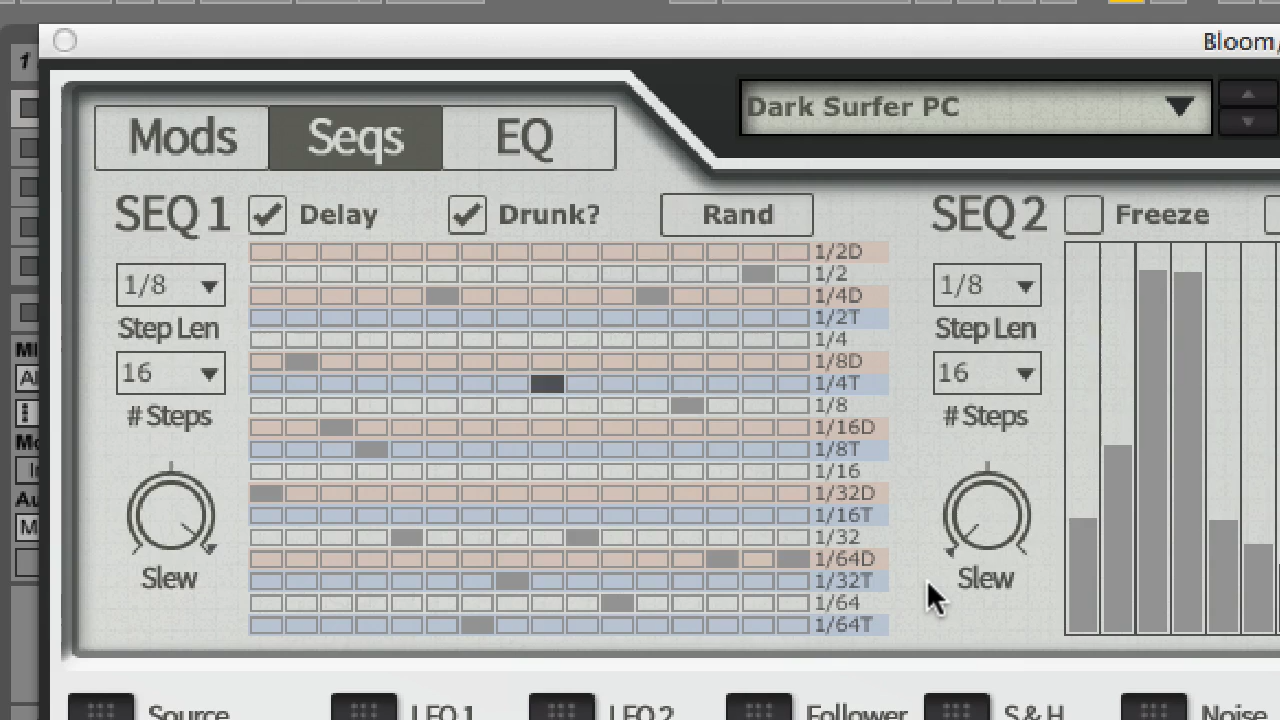 Bloom/
1
Dark Surfer PC
Mods Seqs EQ
SEQ 1 Delay Drunk? Rand
SEQ 2 Freeze
1/8
Step Len
16
# Steps
Slew
1/2D
1/2
1/4D
1/2T
1/4
1/8D
1/4T
1/8
1/16D
1/8T
1/16
1/32D
1/16T
1/32
1/64D
1/32T
1/64
1/64T
1/8
Step Len
16
# Steps
Slew
Source LFO 1 LFO 2 Follower S & H Noise